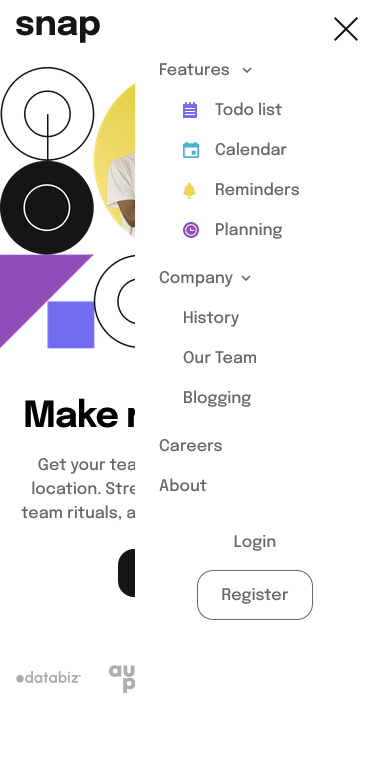 snap
Features
Todo list
Calendar
Reminders
Planning
Company
History
Our Team
Blogging
Careers
About
Login
Register
Make
Get your tea
location. Stre
team rituals, a
databiz
au
p